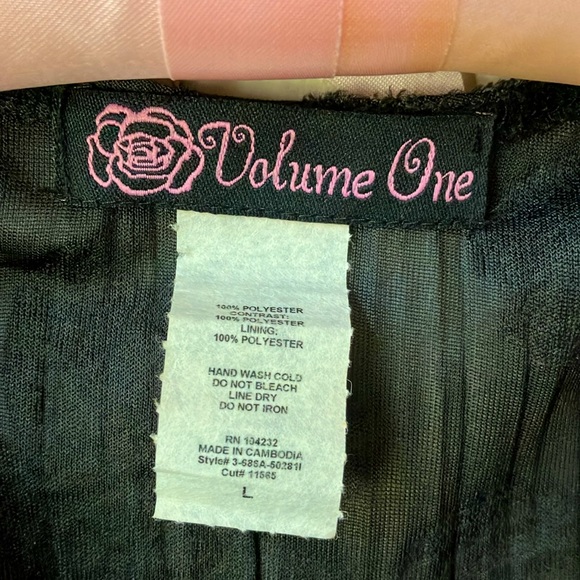 Volume One
100% POLYESTER
CONTRAST:
100% POLYESTER
LINING:
100% POLYESTER
HAND WASH COLD
DO NOT BLEACH
LINE DRY
DO NOT IRON
RN 104232
MADE IN CAMBODIA
Style# 3-685A-50281I
Cut# 11565
L